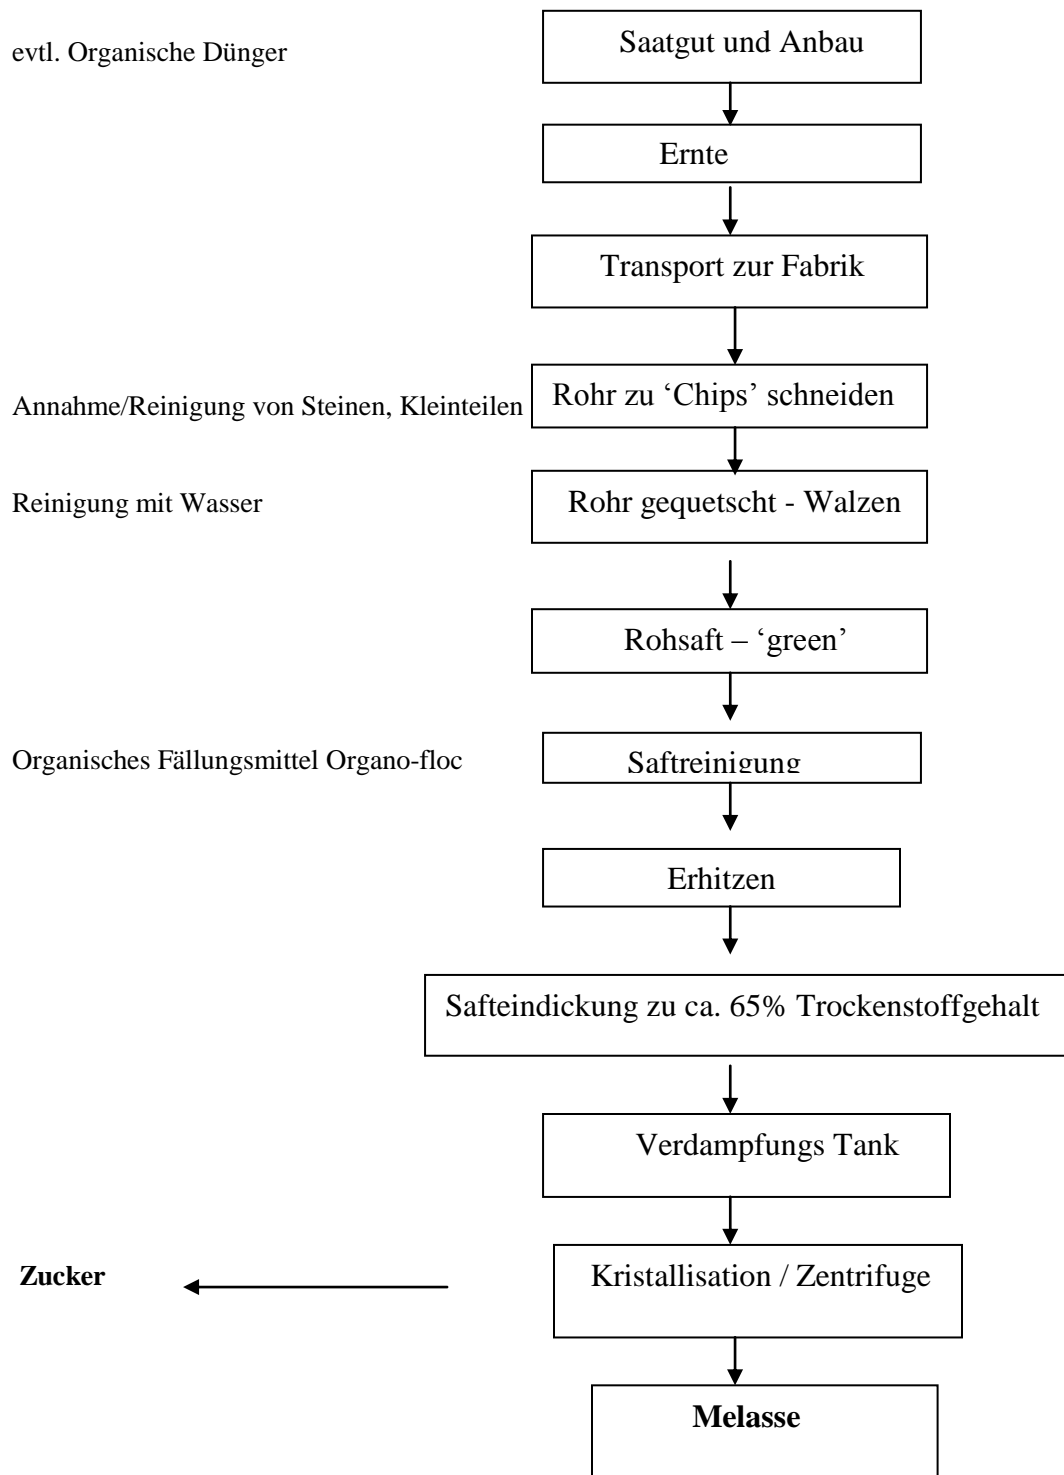 evtl. Organische Dünger
Saatgut und Anbau
Ernte
Transport zur Fabrik
Annahme/Reinigung von Steinen, Kleinteilen
Rohr zu ‘Chips’ schneiden
Reinigung mit Wasser
Rohr gequetscht - Walzen
Rohsaft – ‘green’
Organisches Fällungsmittel Organo-floc
Saftreinigung
Erhitzen
Safteindickung zu ca. 65% Trockenstoffgehalt
Verdampfungs Tank
Zucker
Kristallisation / Zentrifuge
Melasse